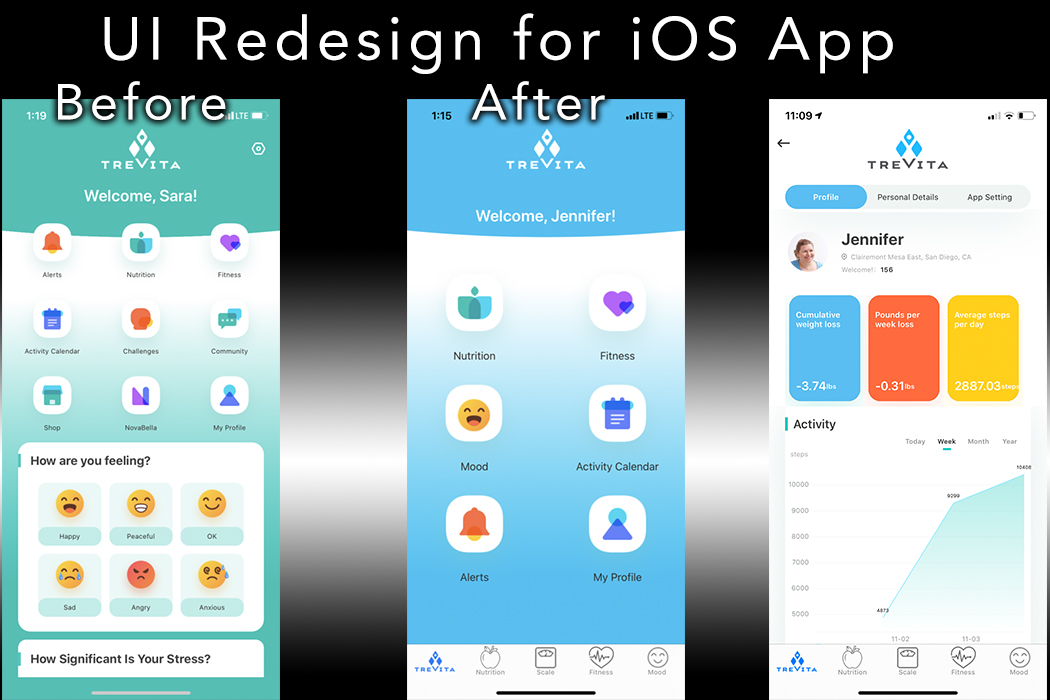 UI Redesign for iOS App
Before
After
1:19
LTE
TREVITA
Welcome, Sara!
Alerts
Nutrition
Fitness
Activity Calendar
Challenges
Community
Shop
NovaBella
My Profile
How are you feeling?
Happy
Peaceful
OK
Sad
Angry
Anxious
How Significant Is Your Stress?
1:15
LTE
TREVITA
Welcome, Jennifer!
Nutrition
Fitness
Mood
Activity Calendar
Alerts
My Profile
TREVITA
Nutrition
Scale
Fitness
Mood
11:09
TREVITA
Profile
Personal Details
App Setting
Jennifer
Clairemont Mesa East, San Diego, CA
Welcome!: 156
Cumulative
weight loss
-3.74lbs
Pounds per
week loss
-0.31lbs
Average steps
per day
2887.03steps
Activity
Today
Week
Month
Year
steps
10406
10000
9299
9000
8000
7000
6000
5000
4873
11-02
11-03
TREVITA
Nutrition
Scale
Fitness
Mood